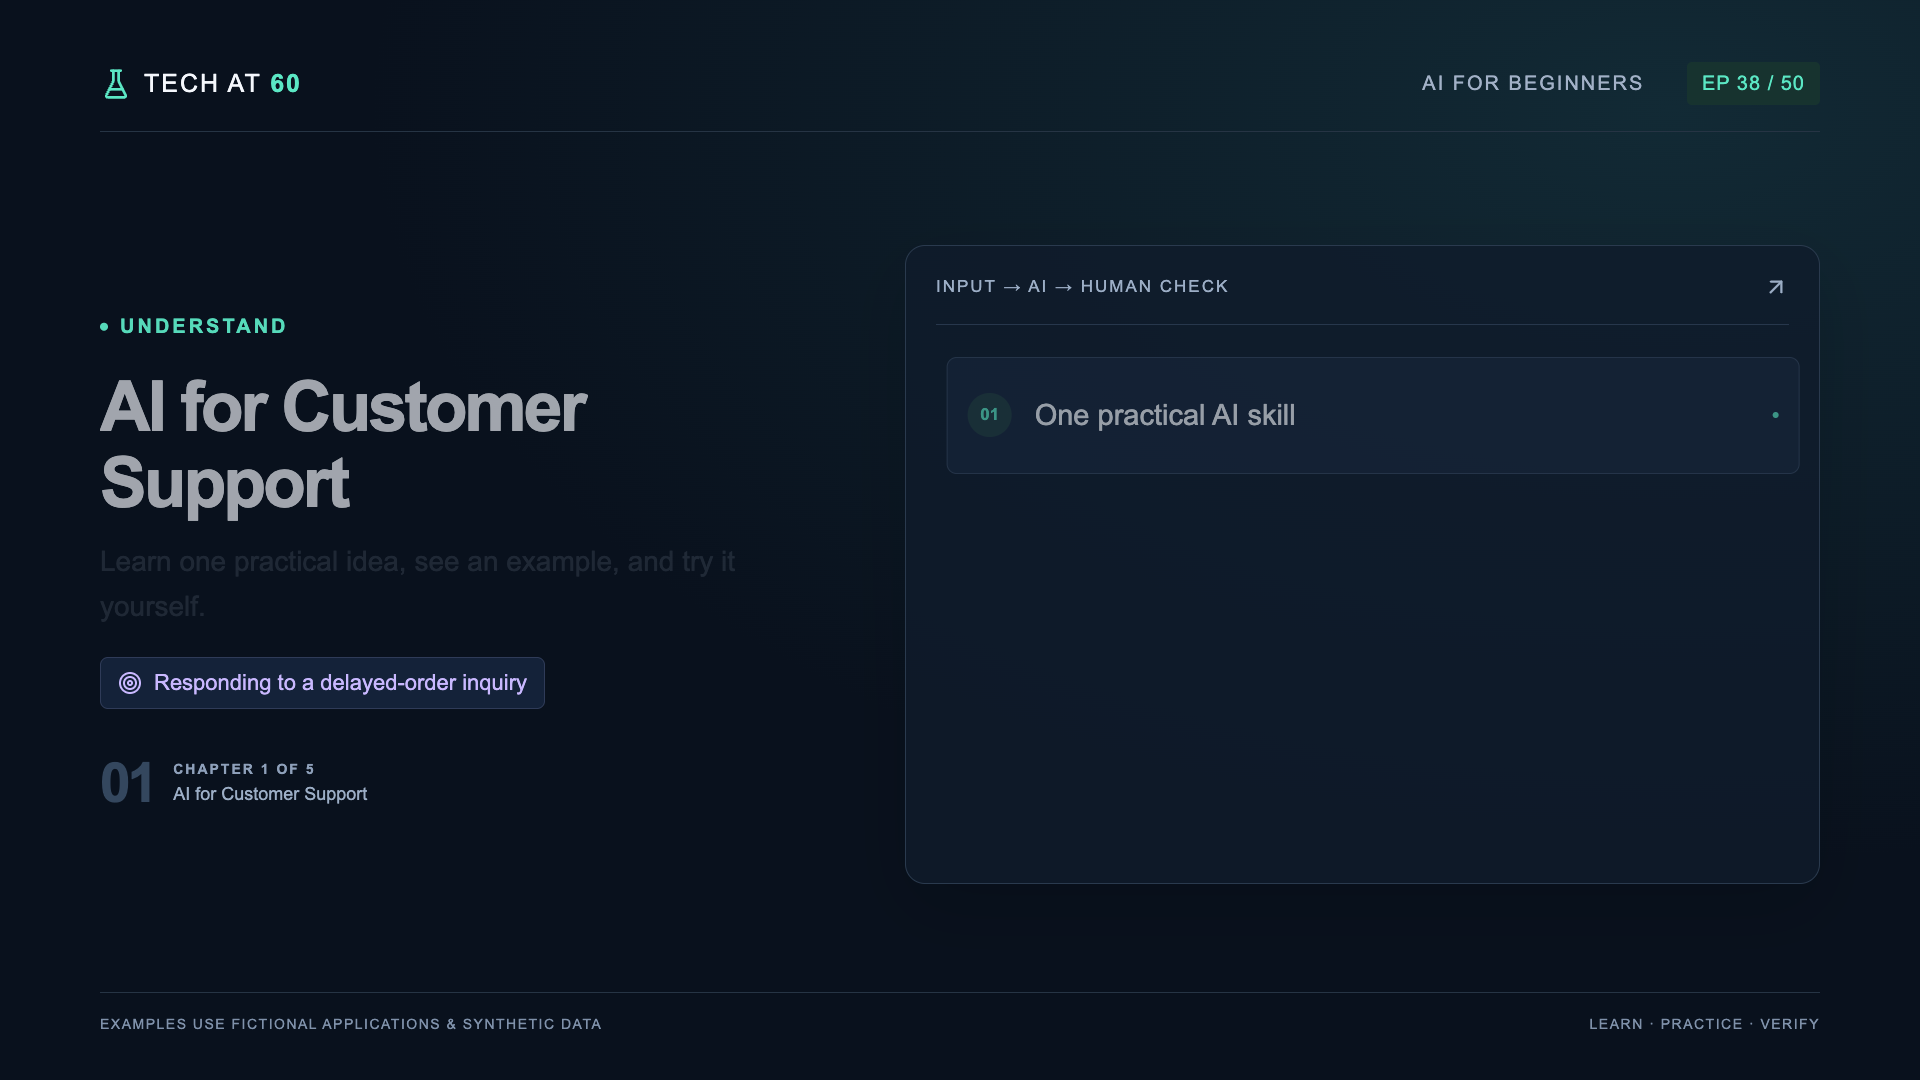 TECH AT 60
AI FOR BEGINNERS
EP 38 / 50
UNDERSTAND
AI for Customer
Support
Learn one practical idea, see an example, and try it
yourself.
Responding to a delayed-order inquiry
01
CHAPTER 1 OF 5
AI for Customer Support
INPUT → AI → HUMAN CHECK
01
One practical AI skill
EXAMPLES USE FICTIONAL APPLICATIONS & SYNTHETIC DATA
LEARN · PRACTICE · VERIFY